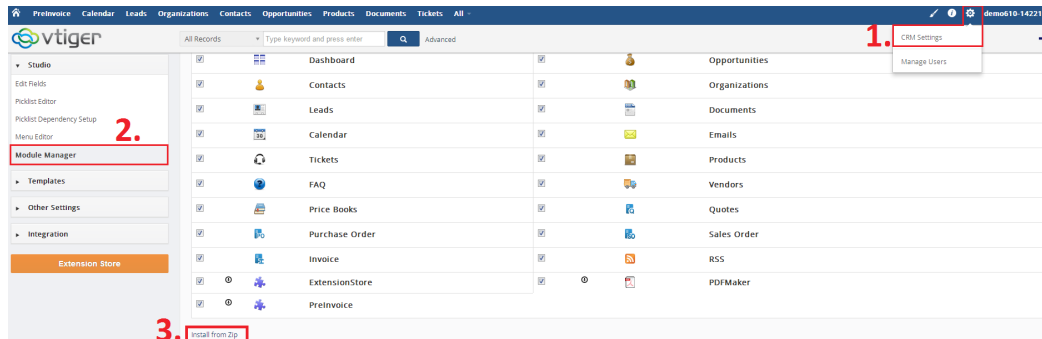 PreInvoice Calendar Leads Organizations Contacts Opportunities Products Documents Tickets All
demo610-14221
vtiger
All Records
Type keyword and press enter
Advanced
1.
CRM Settings
Manage Users
Studio
Edit Fields
Picklist Editor
Picklist Dependency Setup
Menu Editor
2.
Module Manager
Templates
Other Settings
Integration
Extension Store
Dashboard Opportunities
Contacts Organizations
Leads Documents
Calendar Emails
Tickets Products
FAQ Vendors
Price Books Quotes
Purchase Order Sales Order
Invoice RSS
ExtensionStore PDFMaker
PreInvoice
3.
Install from Zip